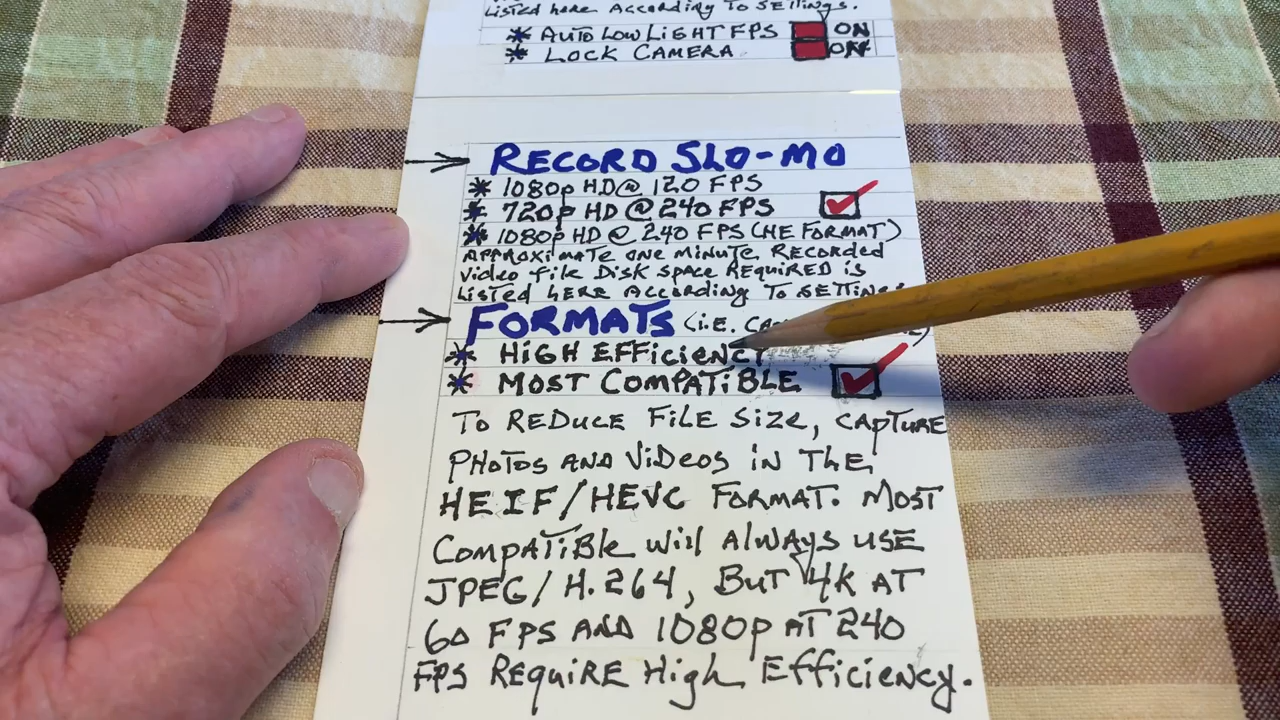 Listed here According To Settings.
* AUTO LOW LIGHT FPS ON
* LOCK CAMERA OFF
RECORD SLO-MO
* 1080p HD @ 120 FPS
* 720p HD @ 240 FPS
* 1080p HD @ 240 FPS (HE FORMAT)
APPROXIMATE ONE MINUTE RECORDED
Video file Disk space REQUIRED is
Listed here According To SETTINGS
FORMATS (i.E.
* HIGH EFFICIENCY
* MOST COMPATIBLE
To REDUCE FILE SIZE, CAPTURE
PHOTOS AND VIDEOS IN THE
HEIF/HEVC FORMAT. MOST
COMPATIBLE will ALWAYS USE
JPEG/H.264, BUT 4K AT
60 FPS AND 1080p AT 240
FPS REQUIRE High Efficiency.